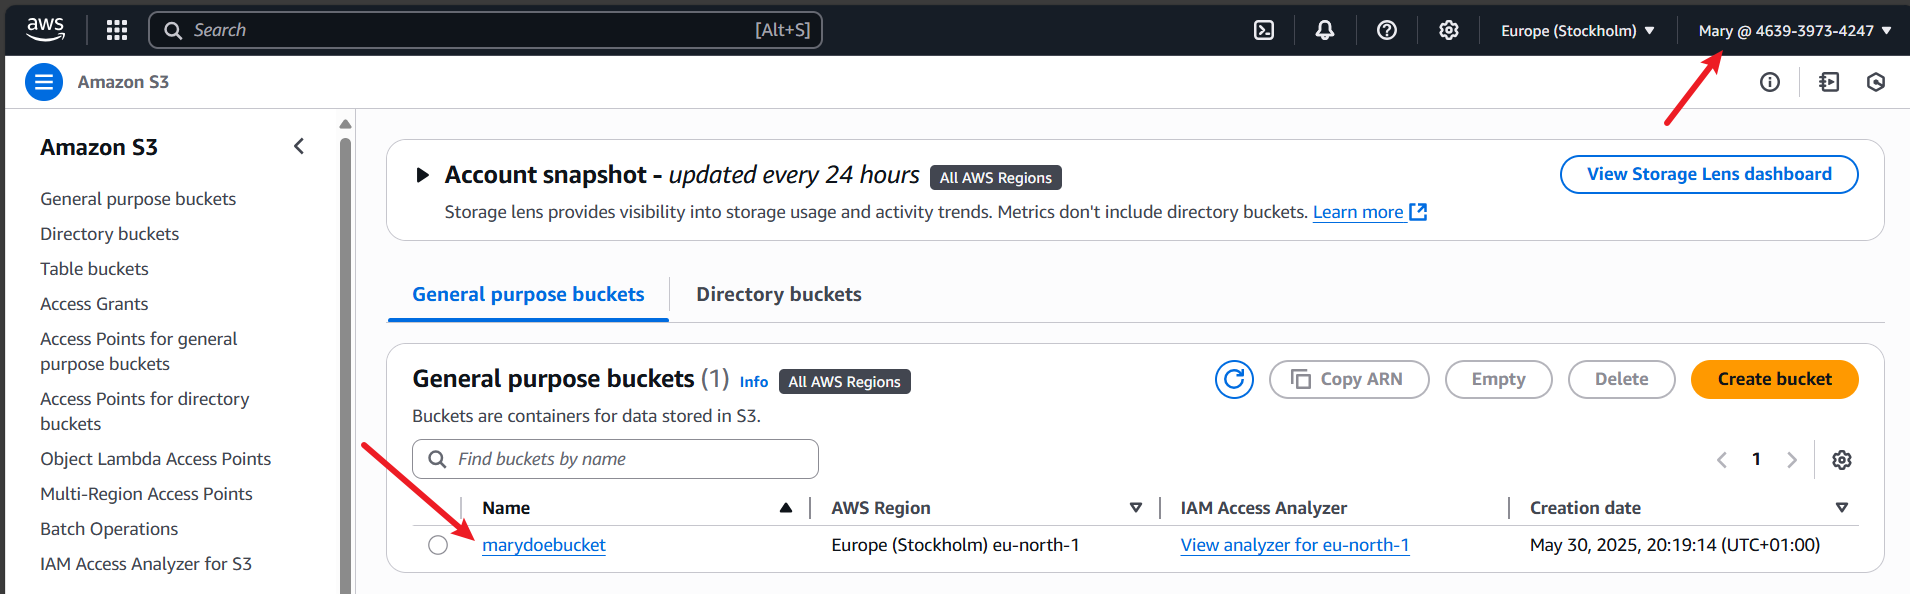 aws Search [Alt+S] Europe (Stockholm) Mary @ 4639-3973-4247
Amazon S3
Amazon S3
General purpose buckets
Directory buckets
Table buckets
Access Grants
Access Points for general
purpose buckets
Access Points for directory
buckets
Object Lambda Access Points
Multi-Region Access Points
Batch Operations
IAM Access Analyzer for S3
Account snapshot - updated every 24 hours All AWS Regions View Storage Lens dashboard
Storage lens provides visibility into storage usage and activity trends. Metrics don't include directory buckets. Learn more
General purpose buckets Directory buckets
General purpose buckets (1) Info All AWS Regions Copy ARN Empty Delete Create bucket
Buckets are containers for data stored in S3.
Find buckets by name 1
Name AWS Region IAM Access Analyzer Creation date
marydoebucket Europe (Stockholm) eu-north-1 View analyzer for eu-north-1 May 30, 2025, 20:19:14 (UTC+01:00)